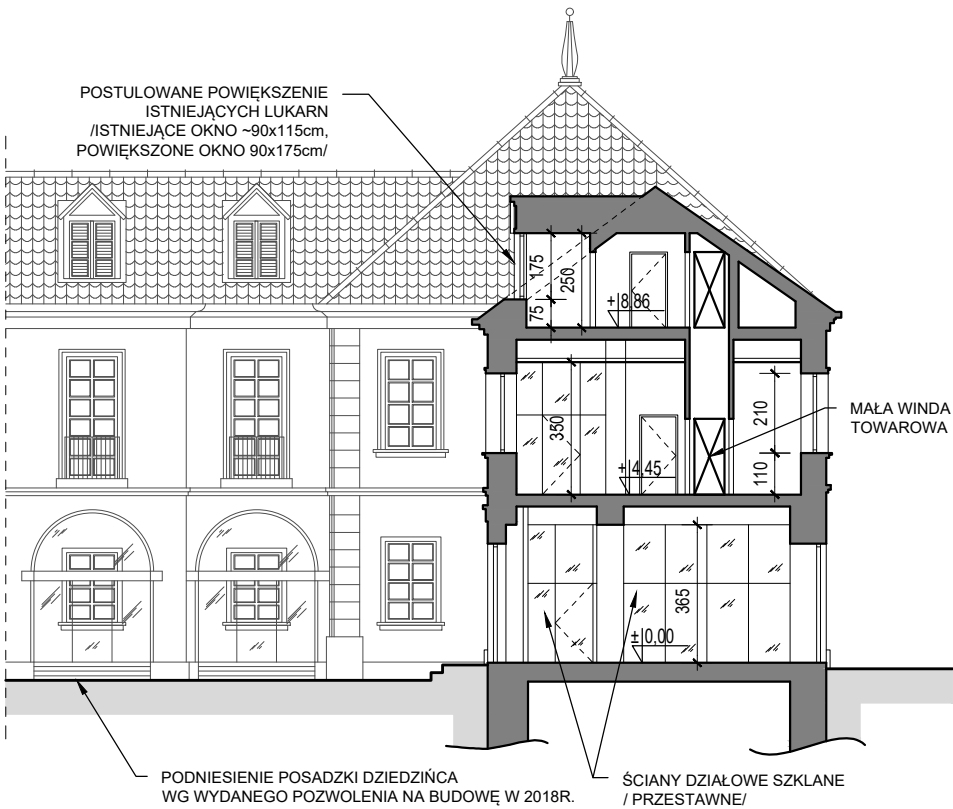 POSTULOWANE POWIĘKSZENIE
ISTNIEJĄCYCH LUKARN
/ISTNIEJĄCE OKNO ~90x115cm,
POWIĘKSZONE OKNO 90x175cm/
175
250
75
+8,86
350
+4,45
210
110
MAŁA WINDA
TOWAROWA
365
±0,00
PODNIESIENIE POSADZKI DZIEDZIŃCA
WG WYDANEGO POZWOLENIA NA BUDOWĘ W 2018R.
ŚCIANY DZIAŁOWE SZKLANE
/ PRZESTAWNE/